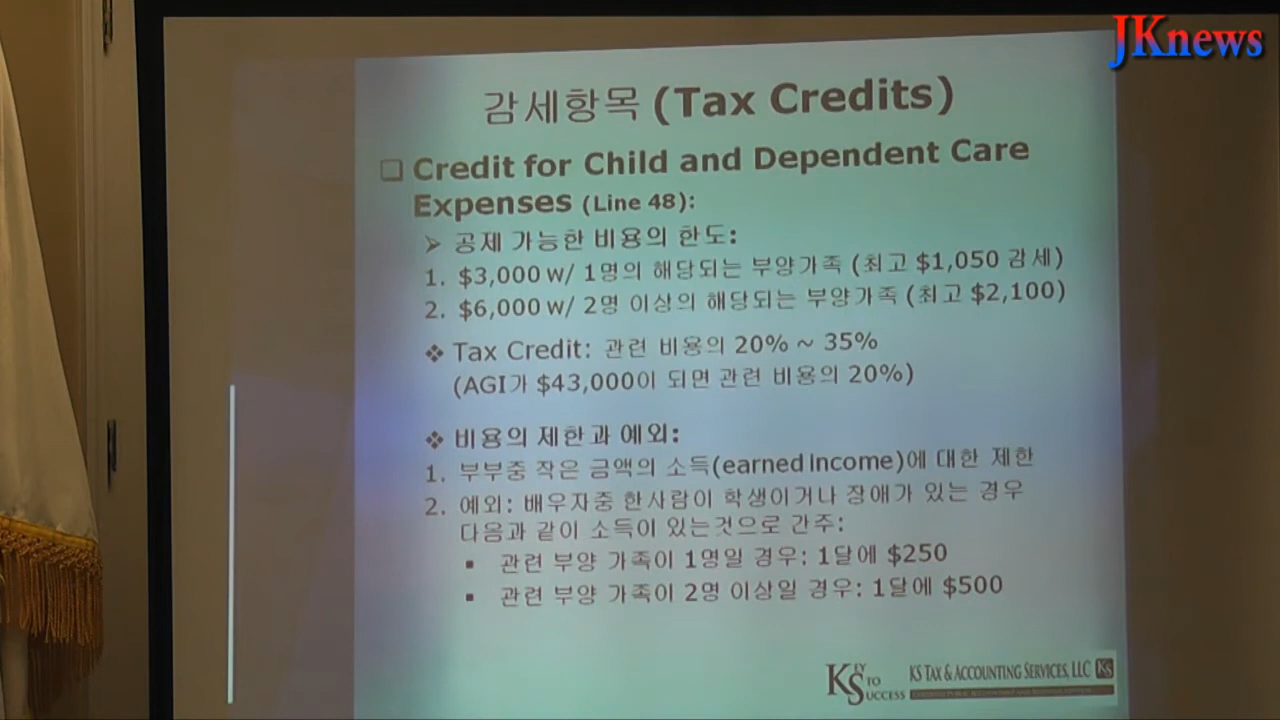 JKnews
감세항목 (Tax Credits)
❑ Credit for Child and Dependent Care
Expenses (Line 48):
➢ 공제 가능한 비용의 한도:
1. $3,000 w/ 1명의 해당되는 부양가족 (최고 $1,050 감세)
2. $6,000 w/ 2명 이상의 해당되는 부양가족 (최고 $2,100)
❖ Tax Credit: 관련 비용의 20% ~ 35%
(AGI가 $43,000이 되면 관련 비용의 20%)
❖ 비용의 제한과 예외:
1. 부부중 작은 금액의 소득(earned Income)에 대한 제한
2. 예외: 배우자중 한사람이 학생이거나 장애가 있는 경우
다음과 같이 소득이 있는것으로 간주:
▪ 관련 부양 가족이 1명일 경우: 1달에 $250
▪ 관련 부양 가족이 2명 이상일 경우: 1달에 $500
KEY TO SUCCESS
KS TAX & ACCOUNTING SERVICES, LLC KS